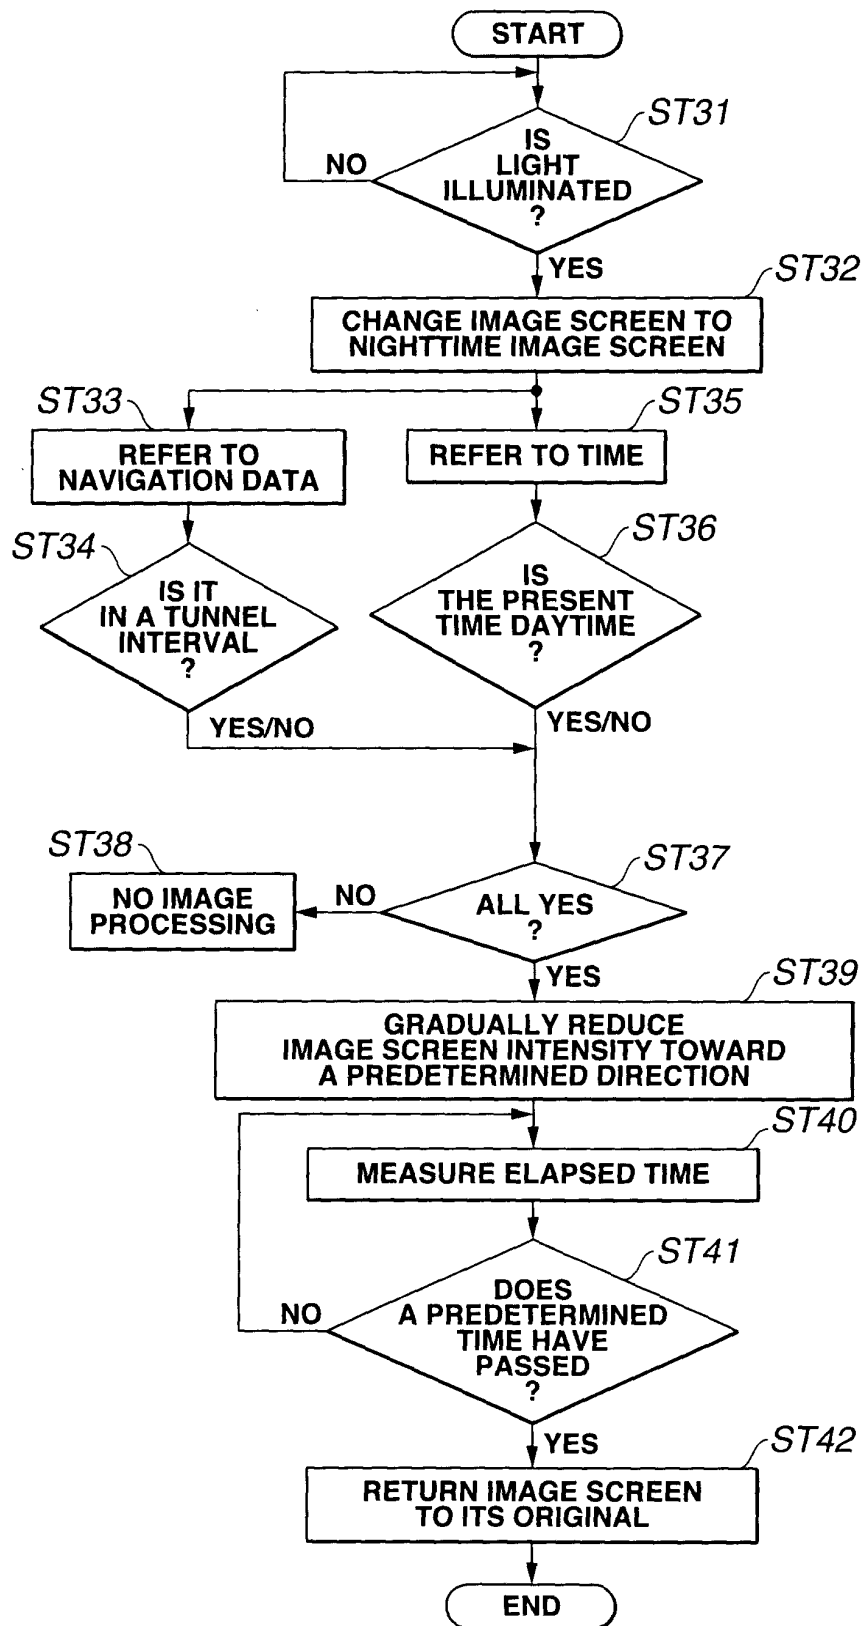 START
ST31
IS
LIGHT
ILLUMINATED
?
NO
YES
ST32
CHANGE IMAGE SCREEN TO
NIGHTTIME IMAGE SCREEN
ST33
REFER TO
NAVIGATION DATA
ST35
REFER TO TIME
ST34
IS IT
IN A TUNNEL
INTERVAL
?
YES/NO
ST36
IS
THE PRESENT
TIME DAYTIME
?
YES/NO
ST37
ALL YES
?
NO
ST38
NO IMAGE
PROCESSING
YES
ST39
GRADUALLY REDUCE
IMAGE SCREEN INTENSITY TOWARD
A PREDETERMINED DIRECTION
ST40
MEASURE ELAPSED TIME
ST41
DOES
A PREDETERMINED
TIME HAVE
PASSED
?
NO
YES
ST42
RETURN IMAGE SCREEN
TO ITS ORIGINAL
END